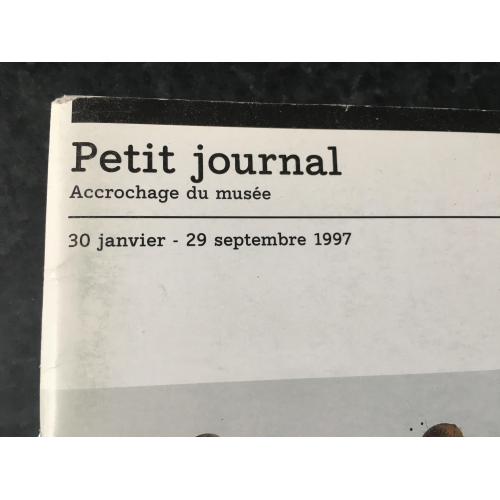 Petit journal
Accrochage du musée
30 janvier - 29 septembre 1997